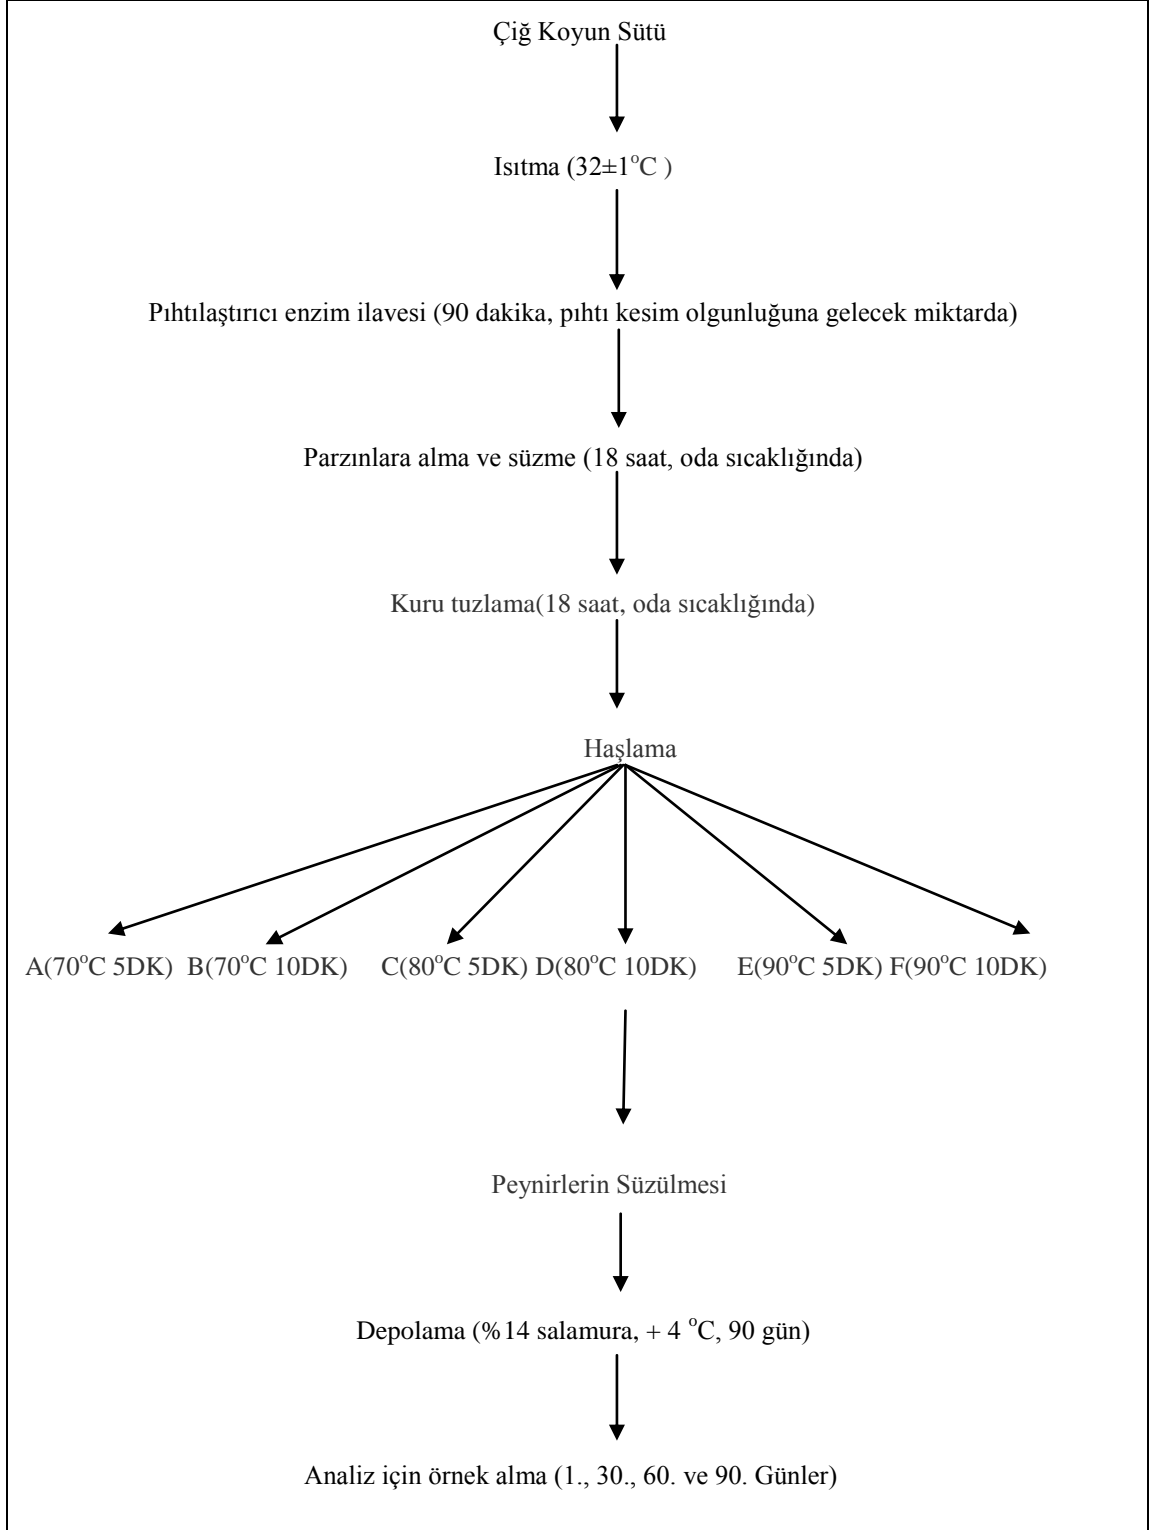 Çiğ Koyun Sütü
Isıtma (32±1°C )
Pıhtılaştırıcı enzim ilavesi (90 dakika, pıhtı kesim olgunluğuna gelecek miktarda)
Parzınlara alma ve süzme (18 saat, oda sıcaklığında)
Kuru tuzlama(18 saat, oda sıcaklığında)
Haşlama
A(70°C 5DK) B(70°C 10DK) C(80°C 5DK) D(80°C 10DK) E(90°C 5DK) F(90°C 10DK)
Peynirlerin Süzülmesi
Depolama (%14 salamura, + 4 °C, 90 gün)
Analiz için örnek alma (1., 30., 60. ve 90. Günler)